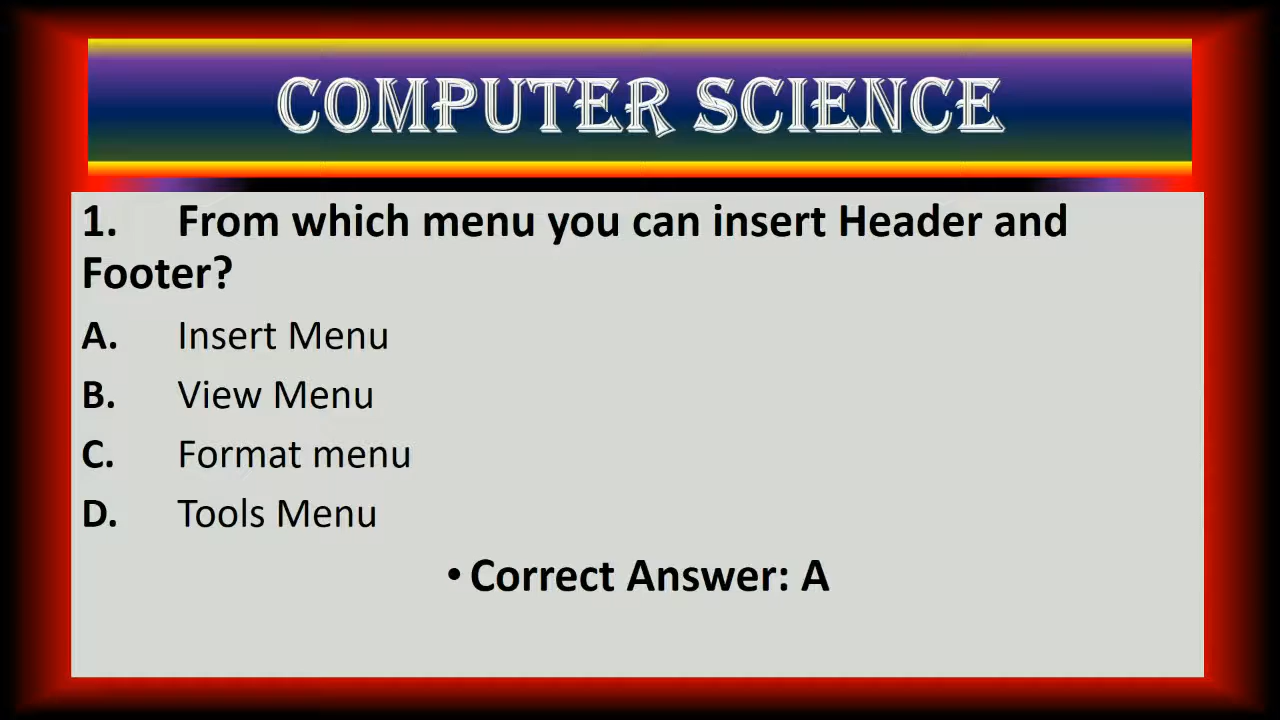 COMPUTER SCIENCE
1. From which menu you can insert Header and
Footer?
A. Insert Menu
B. View Menu
C. Format menu
D. Tools Menu
• Correct Answer: A